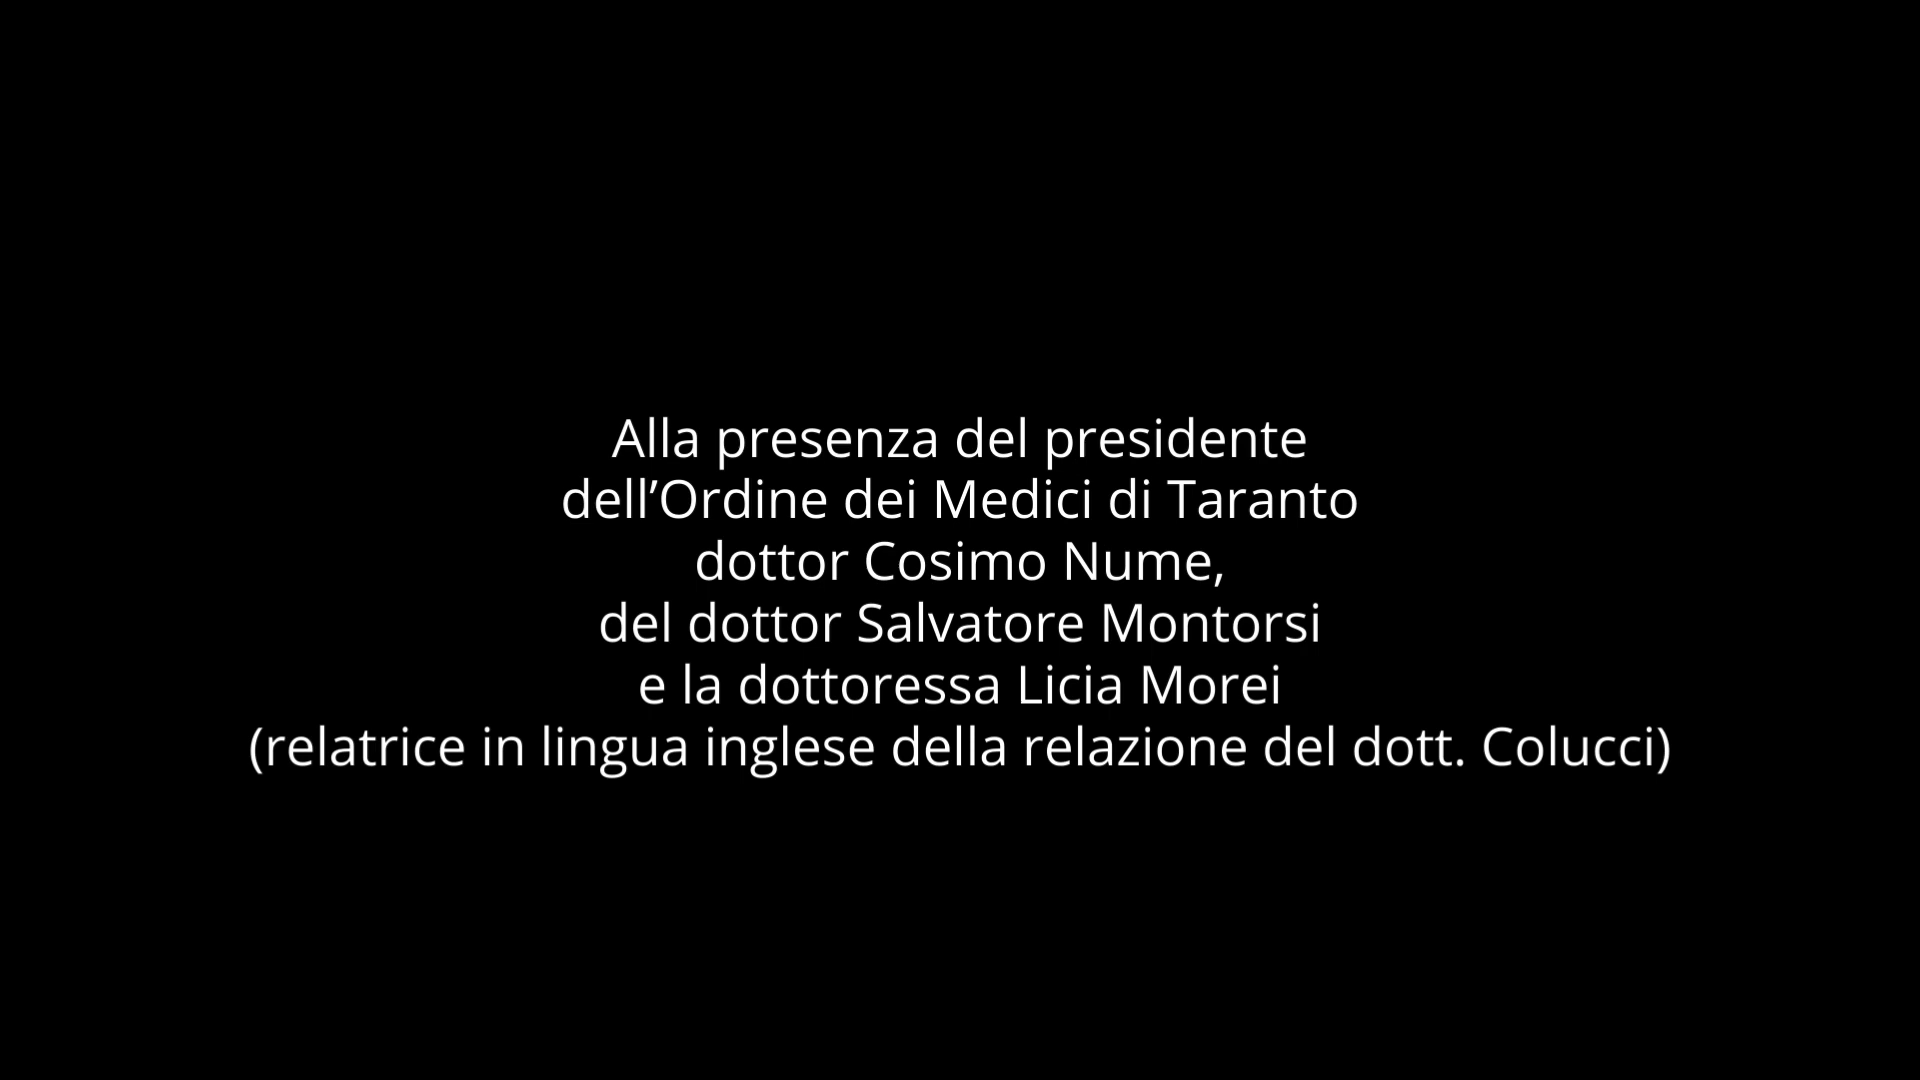 Alla presenza del presidente
dell’Ordine dei Medici di Taranto
dottor Cosimo Nume,
del dottor Salvatore Montorsi
e la dottoressa Licia Morei
(relatrice in lingua inglese della relazione del dott. Colucci)